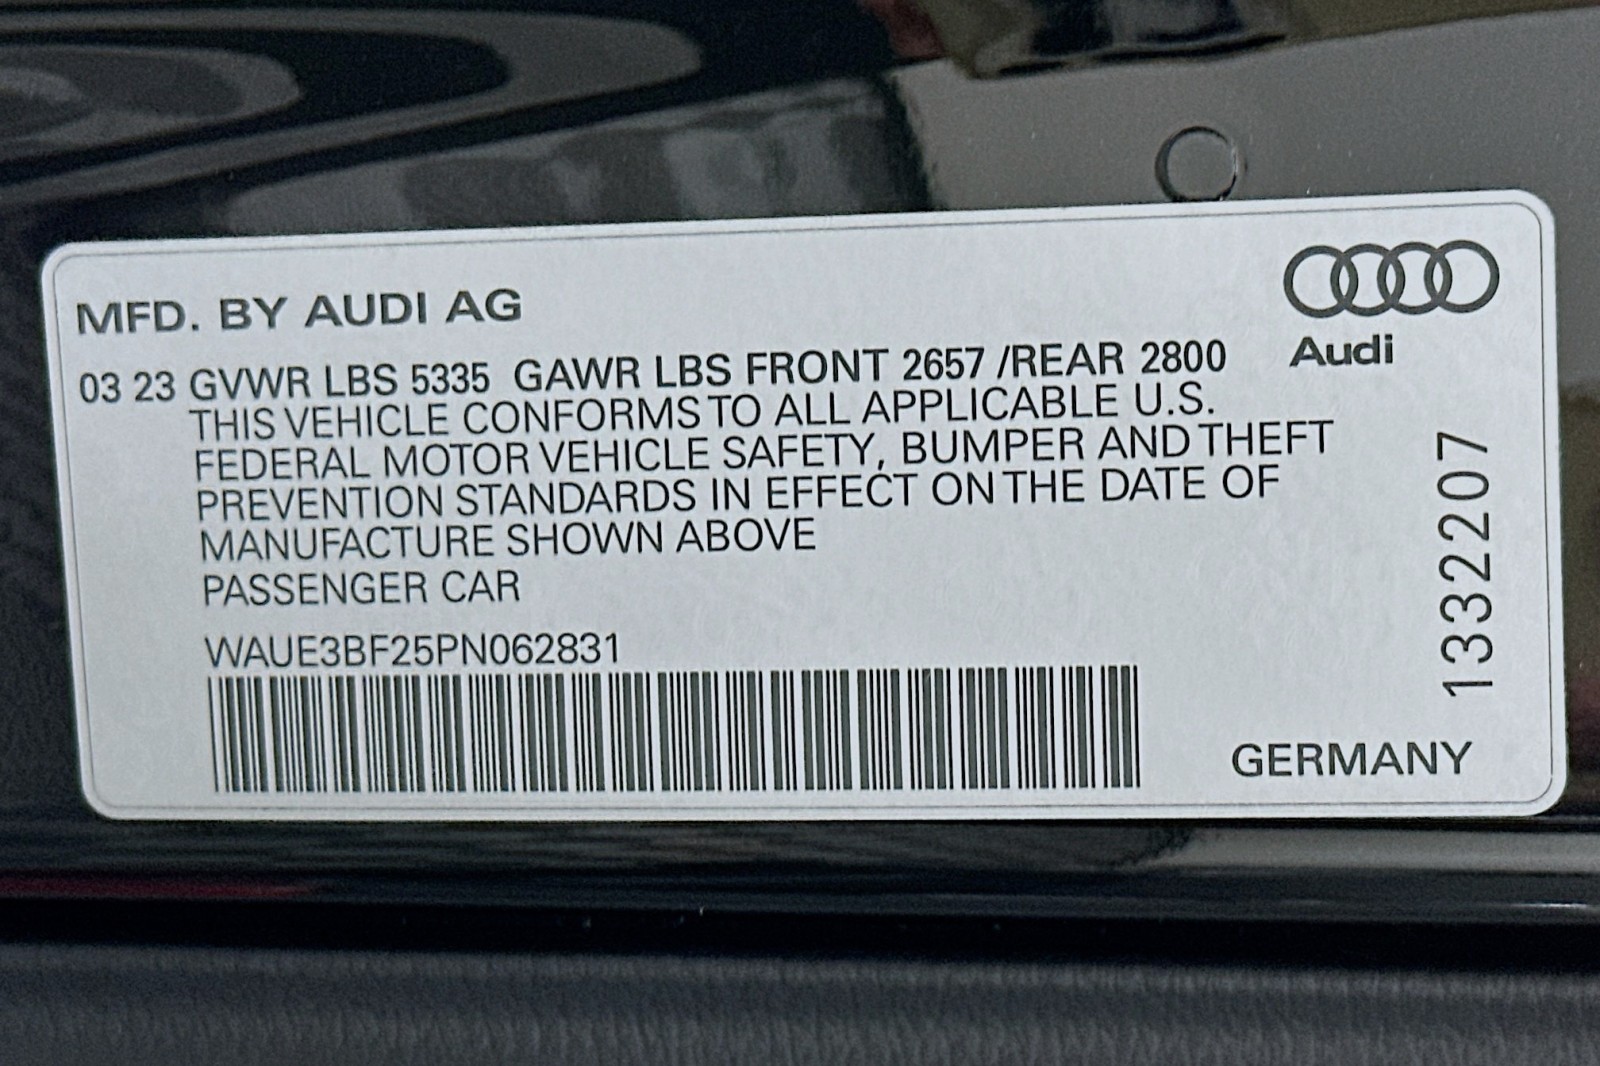 MFD. BY AUDI AG
Audi
03 23 GVWR LBS 5335 GAWR LBS FRONT 2657 /REAR 2800
THIS VEHICLE CONFORMS TO ALL APPLICABLE U.S.
FEDERAL MOTOR VEHICLE SAFETY, BUMPER AND THEFT
PREVENTION STANDARDS IN EFFECT ON THE DATE OF
MANUFACTURE SHOWN ABOVE
PASSENGER CAR
WAUE3BF25PN062831
1332207
GERMANY